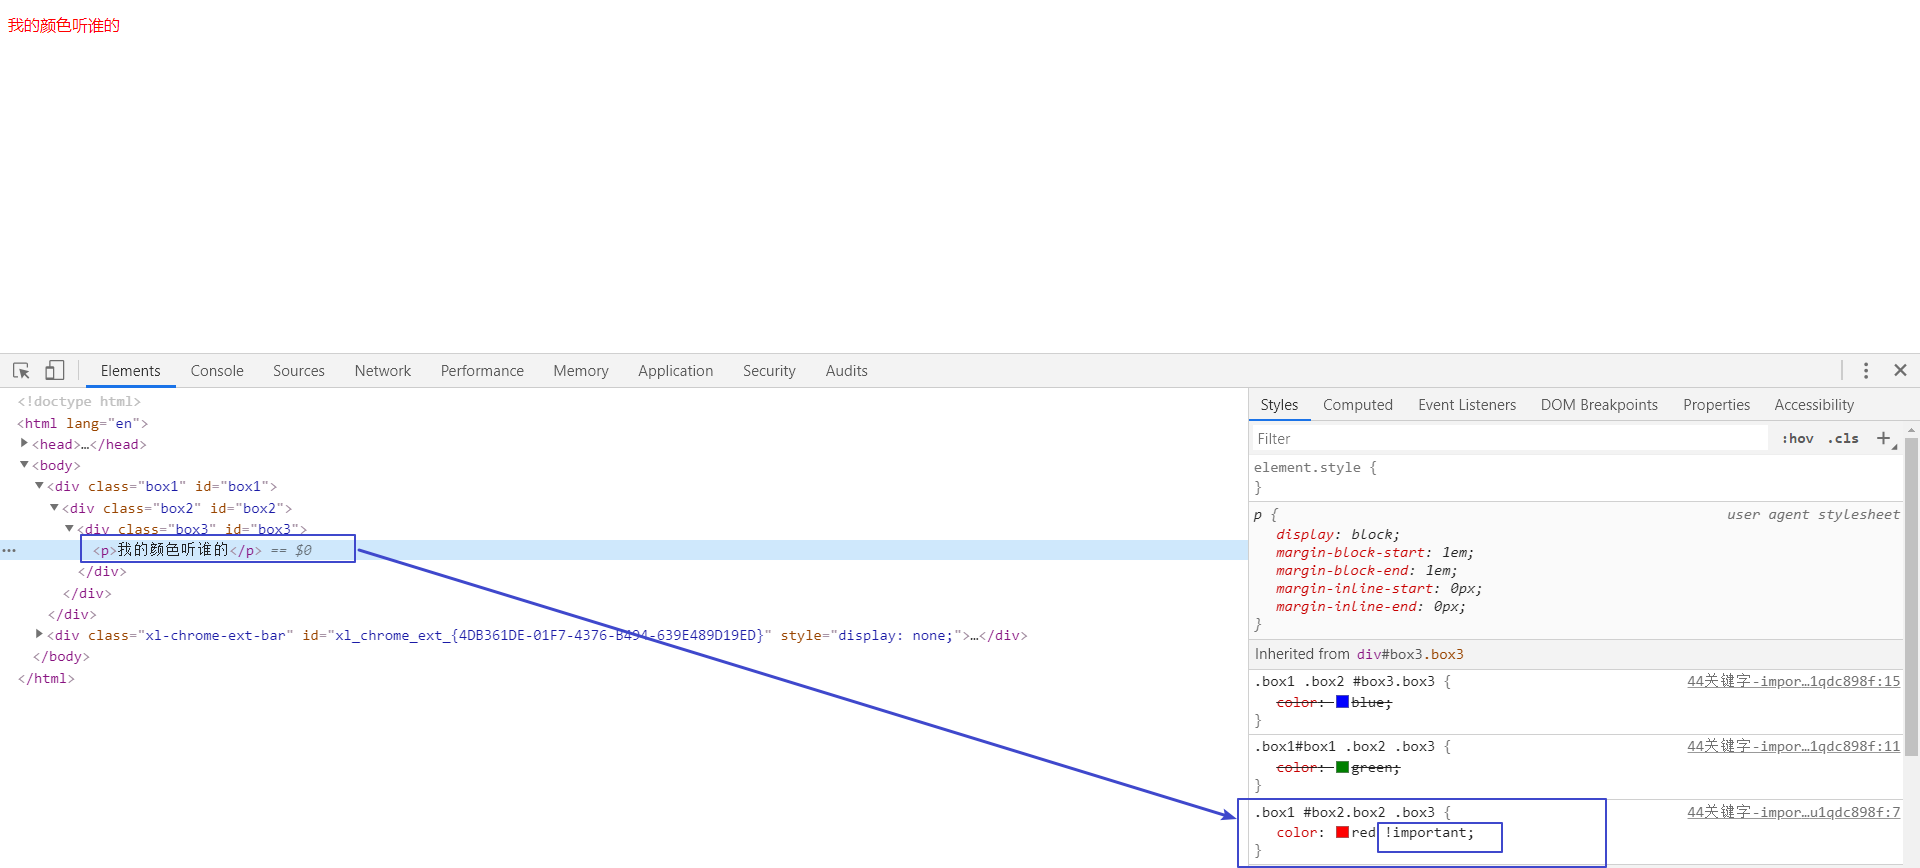 我的颜色听谁的
Elements Console Sources Network Performance Memory Application Security Audits
<!doctype html>
<html lang="en">
<head>…</head>
<body>
<div class="box1" id="box1">
<div class="box2" id="box2">
<div class="box3" id="box3">
<p>我的颜色听谁的</p> == $0
</div>
</div>
</div>
<div class="xl-chrome-ext-bar" id="xl_chrome_ext_{4DB361DE-01F7-4376-B494-639E489D19ED}" style="display: none;">…</div>
</body>
</html>
Styles Computed Event Listeners DOM Breakpoints Properties Accessibility
Filter :hov .cls +
element.style {
}
p { user agent stylesheet
display: block;
margin-block-start: 1em;
margin-block-end: 1em;
margin-inline-start: 0px;
margin-inline-end: 0px;
}
Inherited from div#box3.box3
.box1 .box2 #box3.box3 { 44关键字-impor…1qdc898f:15
color: blue;
}
.box1#box1 .box2 .box3 { 44关键字-impor…1qdc898f:11
color: green;
}
.box1 #box2.box2 .box3 { 44关键字-impor…u1qdc898f:7
color: red !important;
}